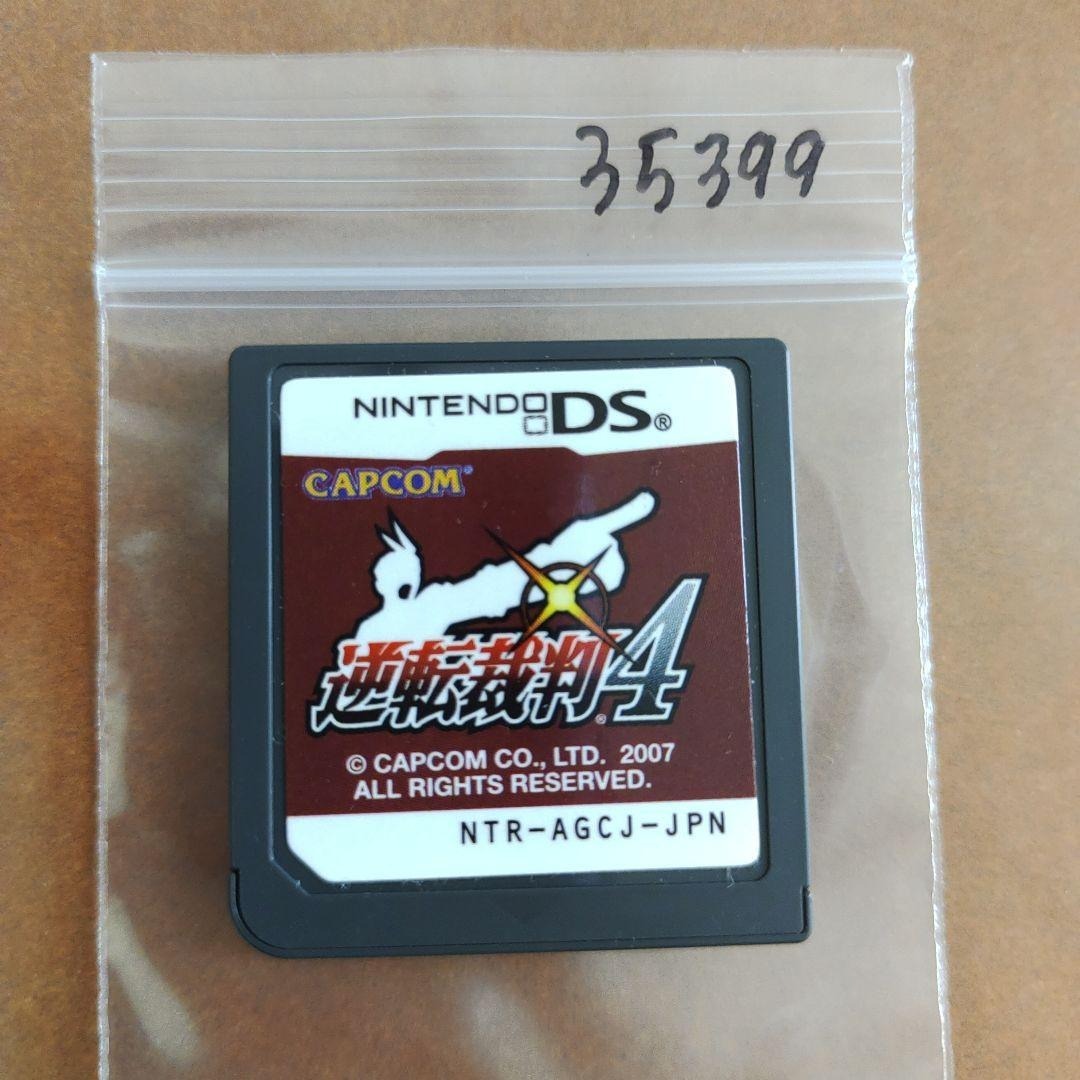 35399
NINTENDO DS®
CAPCOM®
逆転裁判4®
© CAPCOM CO., LTD. 2007
ALL RIGHTS RESERVED.
NTR-AGCJ-JPN